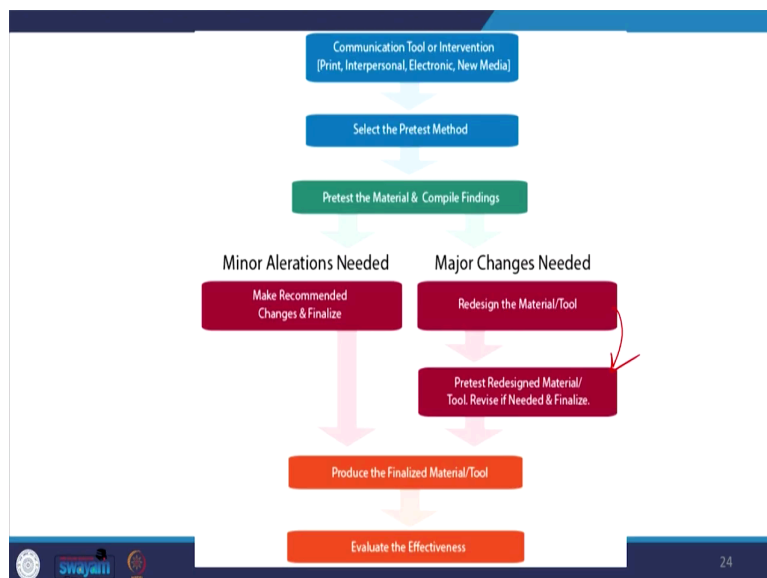 Communication Tool or Intervention
[Print, Interpersonal, Electronic, New Media]
Select the Pretest Method
Pretest the Material & Compile Findings
Minor Alerations Needed
Major Changes Needed
Make Recommended
Changes & Finalize
Redesign the Material/Tool
Pretest Redesigned Material/
Tool. Revise if Needed & Finalize.
Produce the Finalized Material/Tool
Evaluate the Effectiveness
swayam
24